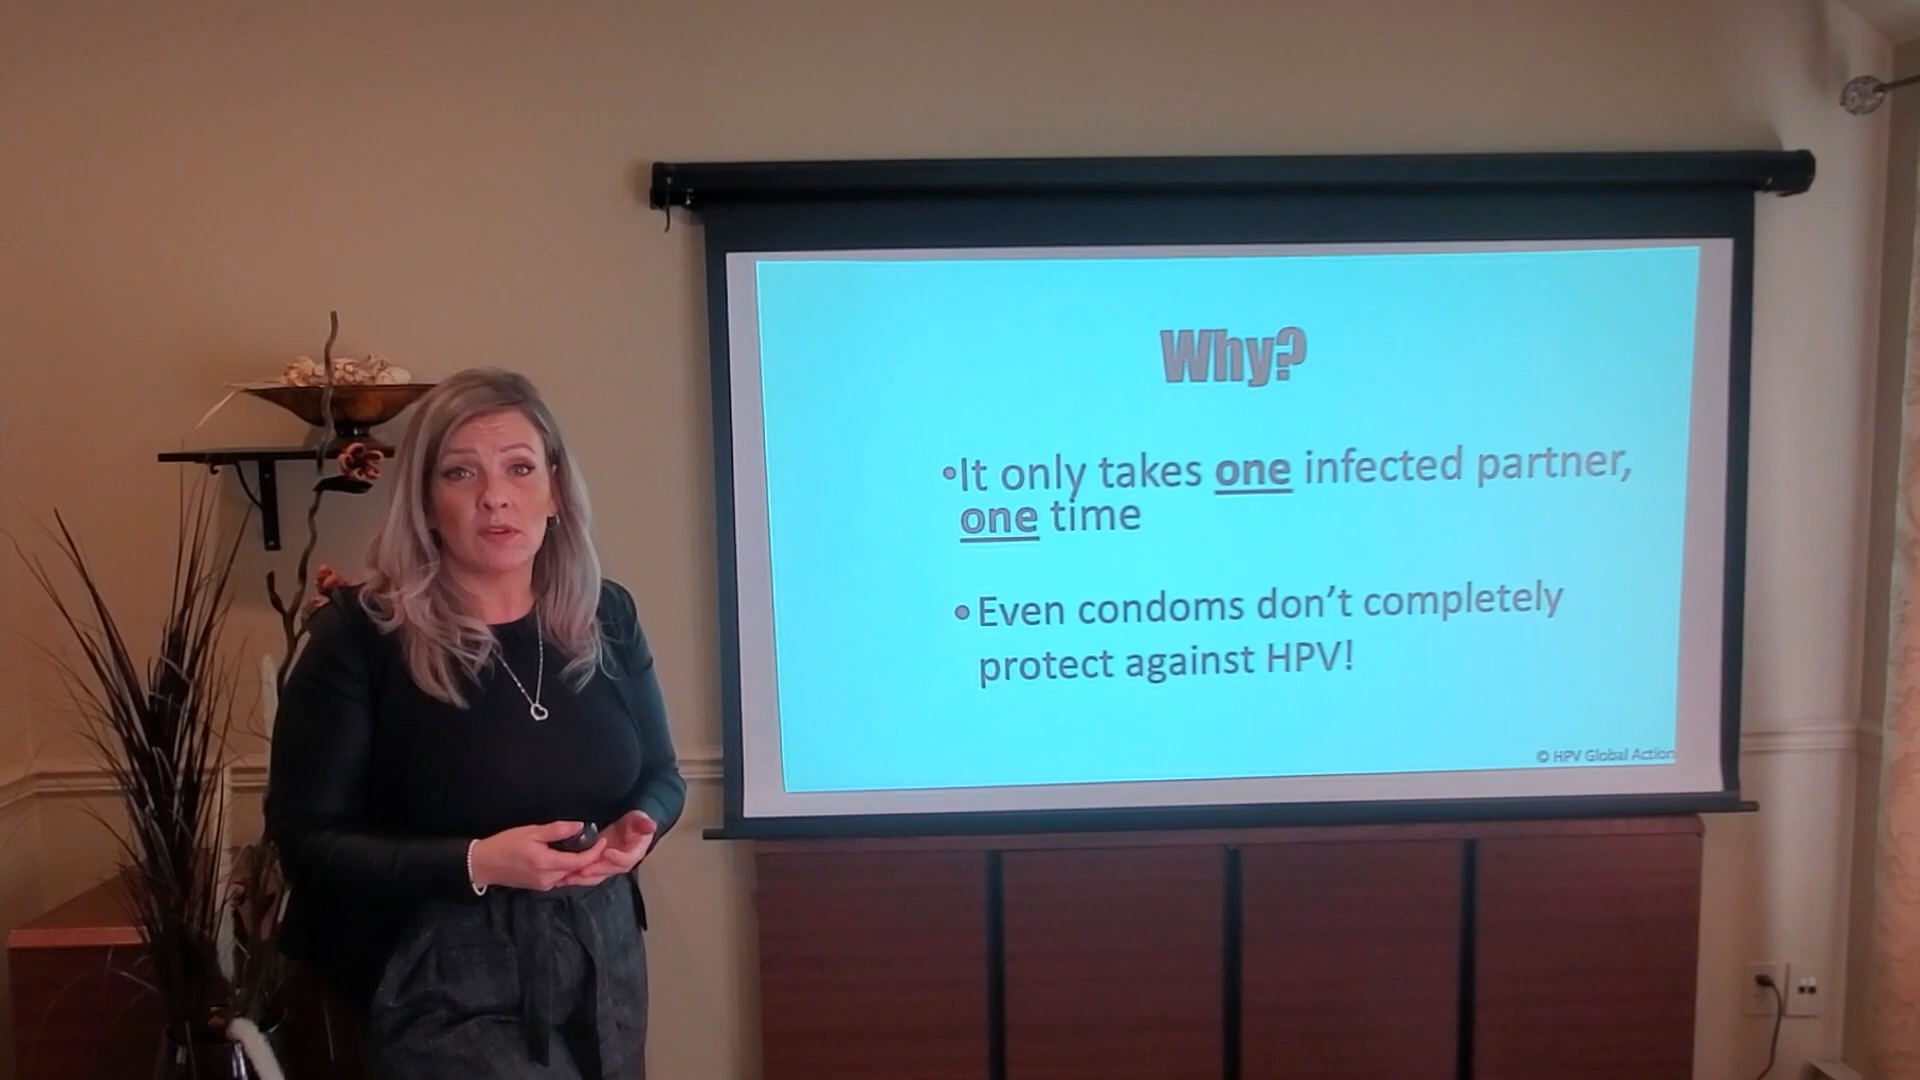 Why?
•It only takes one infected partner,
one time
• Even condoms don't completely
protect against HPV!
© HPV Global Action